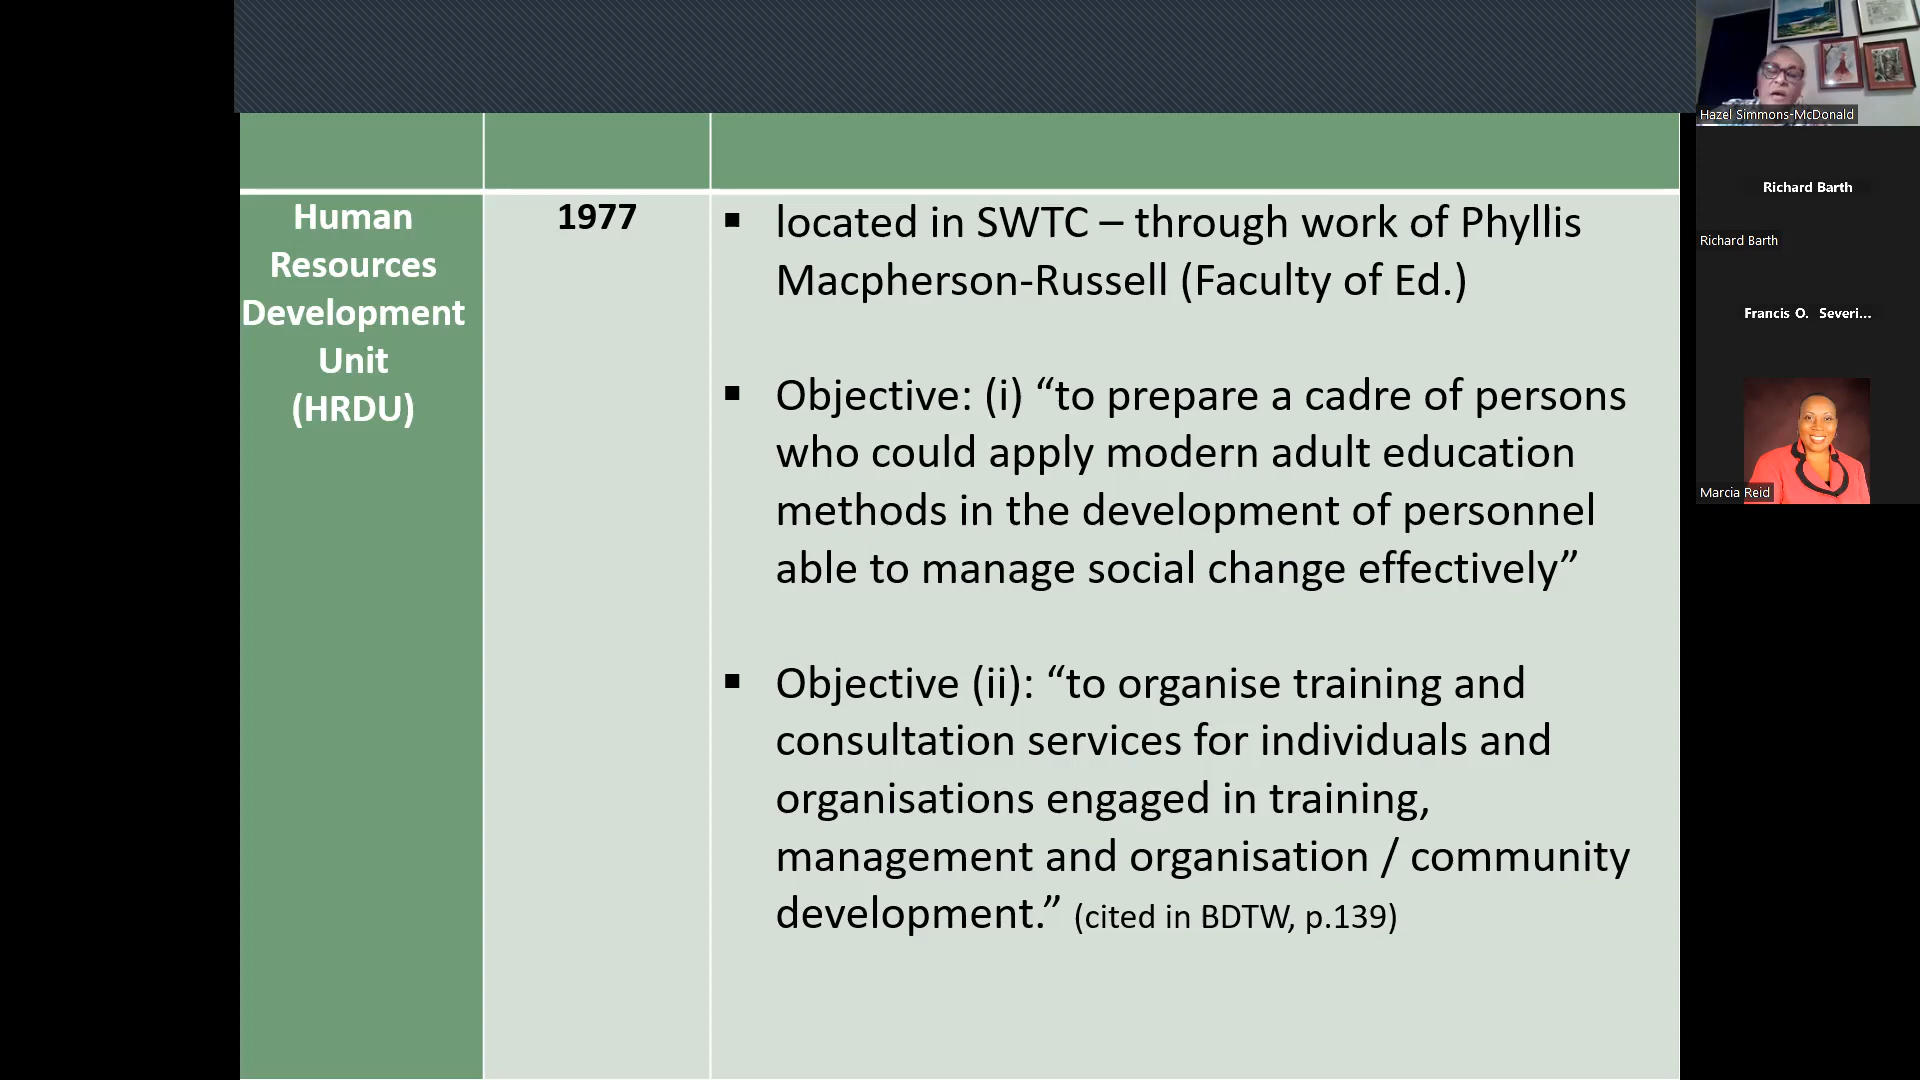 Human
Resources
Development
Unit
(HRDU)
1977
▪ located in SWTC – through work of Phyllis
Macpherson-Russell (Faculty of Ed.)
▪ Objective: (i) “to prepare a cadre of persons
who could apply modern adult education
methods in the development of personnel
able to manage social change effectively”
▪ Objective (ii): “to organise training and
consultation services for individuals and
organisations engaged in training,
management and organisation / community
development.” (cited in BDTW, p.139)
Hazel Simmons-McDonald
Richard Barth
Richard Barth
Francis O. Severi...
Marcia Reid